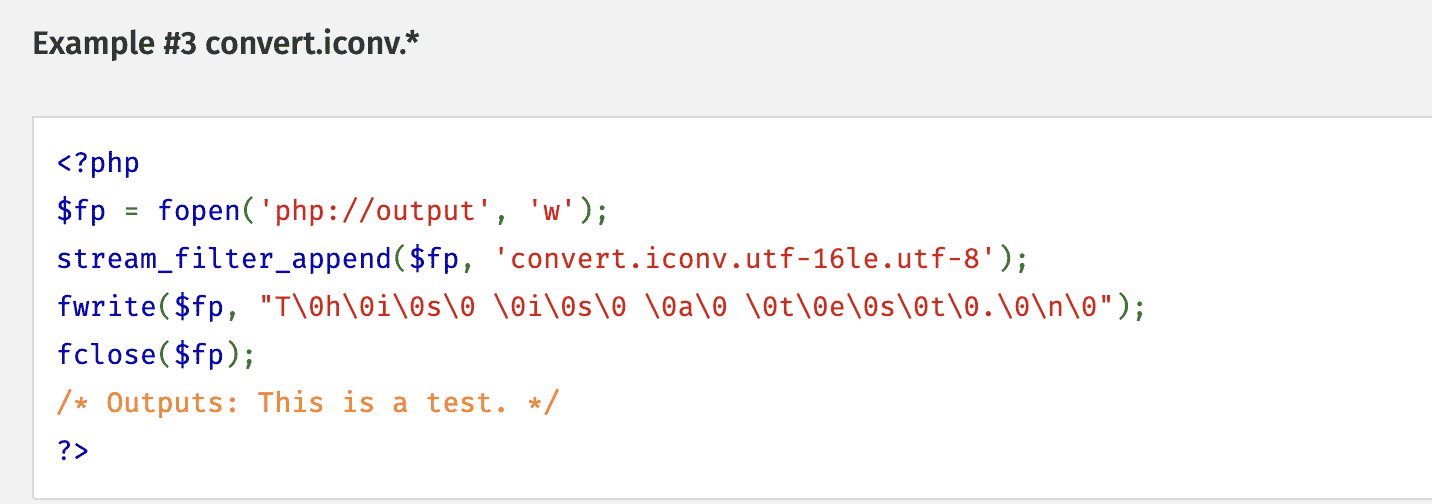 Example #3 convert.iconv.*
<?php
$fp = fopen('php://output', 'w');
stream_filter_append($fp, 'convert.iconv.utf-16le.utf-8');
fwrite($fp, "T\0h\0i\0s\0 \0i\0s\0 \0a\0 \0t\0e\0s\0t\0.\0\n\0");
fclose($fp);
/* Outputs: This is a test. */
?>